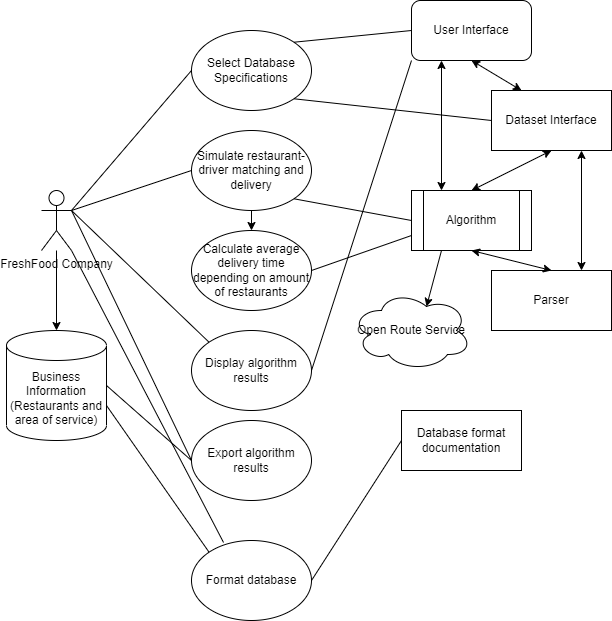 User Interface
Select Database
Specifications
Dataset Interface
Simulate restaurant-
driver matching and
delivery
Algorithm
FreshFood Company
Calculate average
delivery time
depending on amount
of restaurants
Parser
Open Route Service
Display algorithm
results
Business
Information
(Restaurants and
area of service)
Database format
documentation
Export algorithm
results
Format database